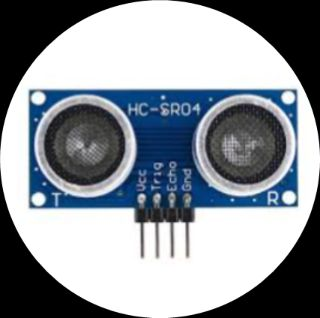 HC-SR04
Vcc
Trig
Echo
Gnd
T
R